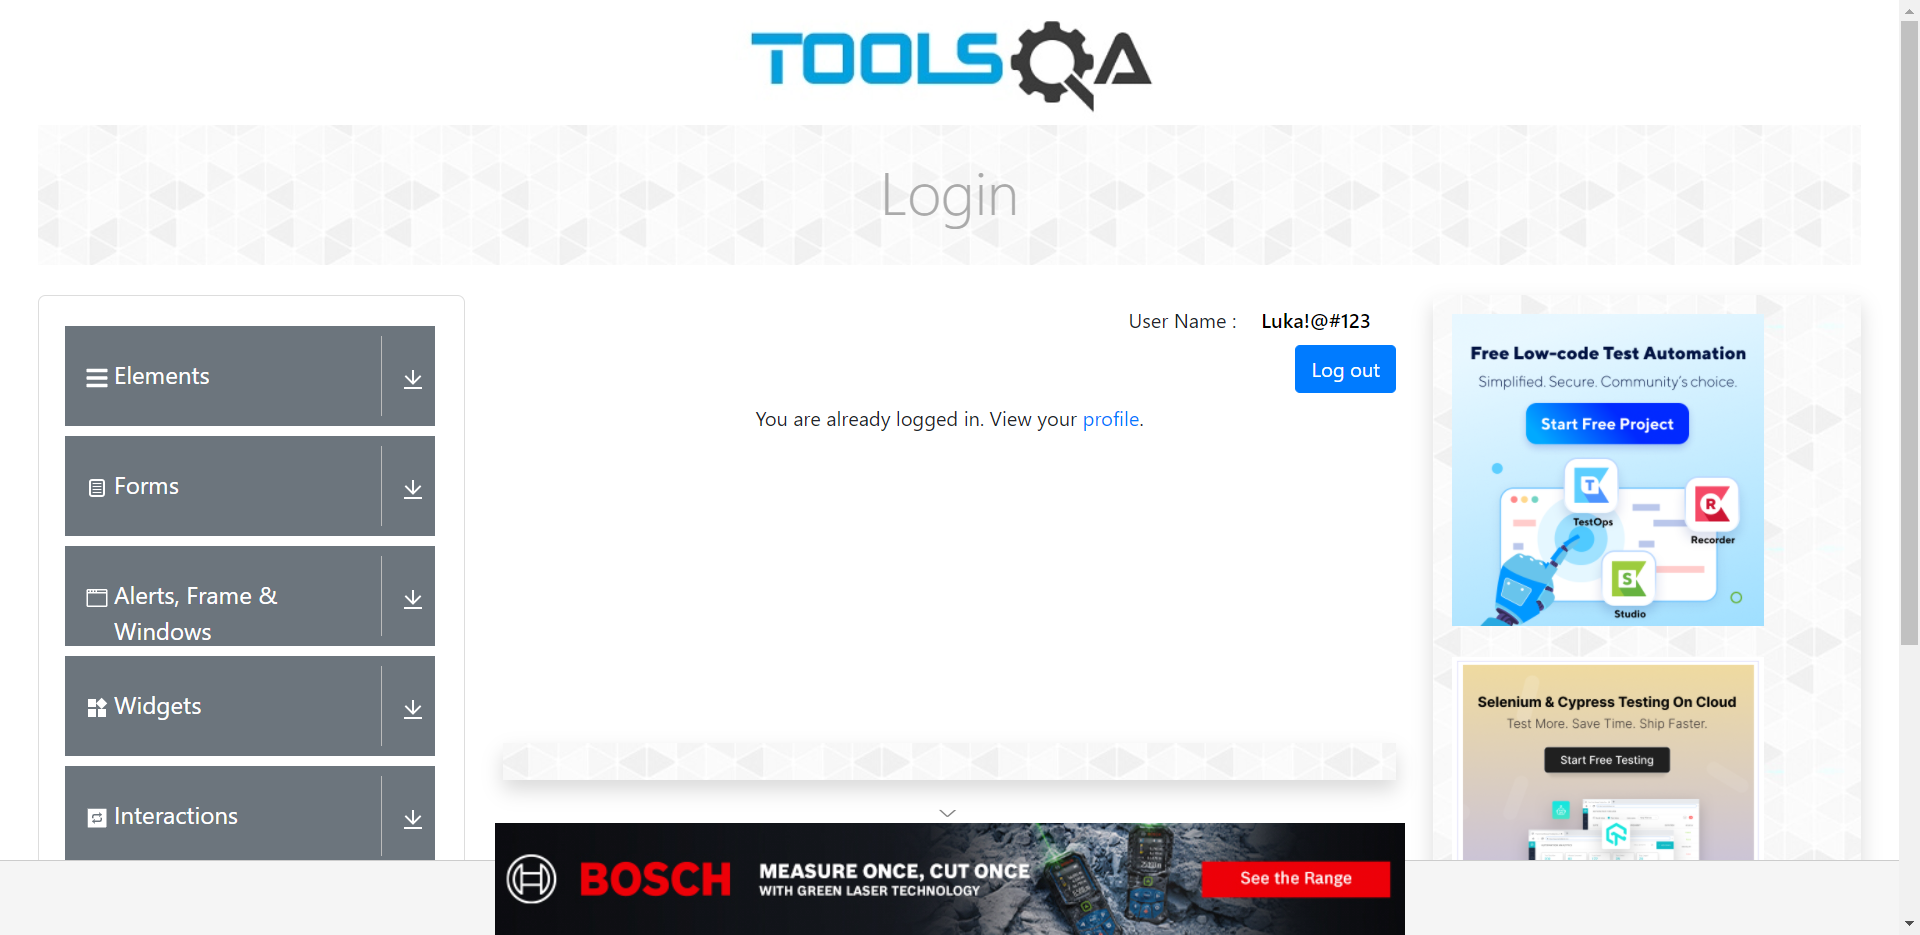 TOOLSQA
Login
Elements
Forms
Alerts, Frame &
Windows
Widgets
Interactions
User Name : Luka!@#123
Log out
You are already logged in. View your profile.
Free Low-code Test Automation
Simplified. Secure. Community's choice.
Start Free Project
TestOps
Recorder
Studio
Selenium & Cypress Testing On Cloud
Test More. Save Time. Ship Faster.
Start Free Testing
BOSCH
MEASURE ONCE, CUT ONCE
WITH GREEN LASER TECHNOLOGY
See the Range